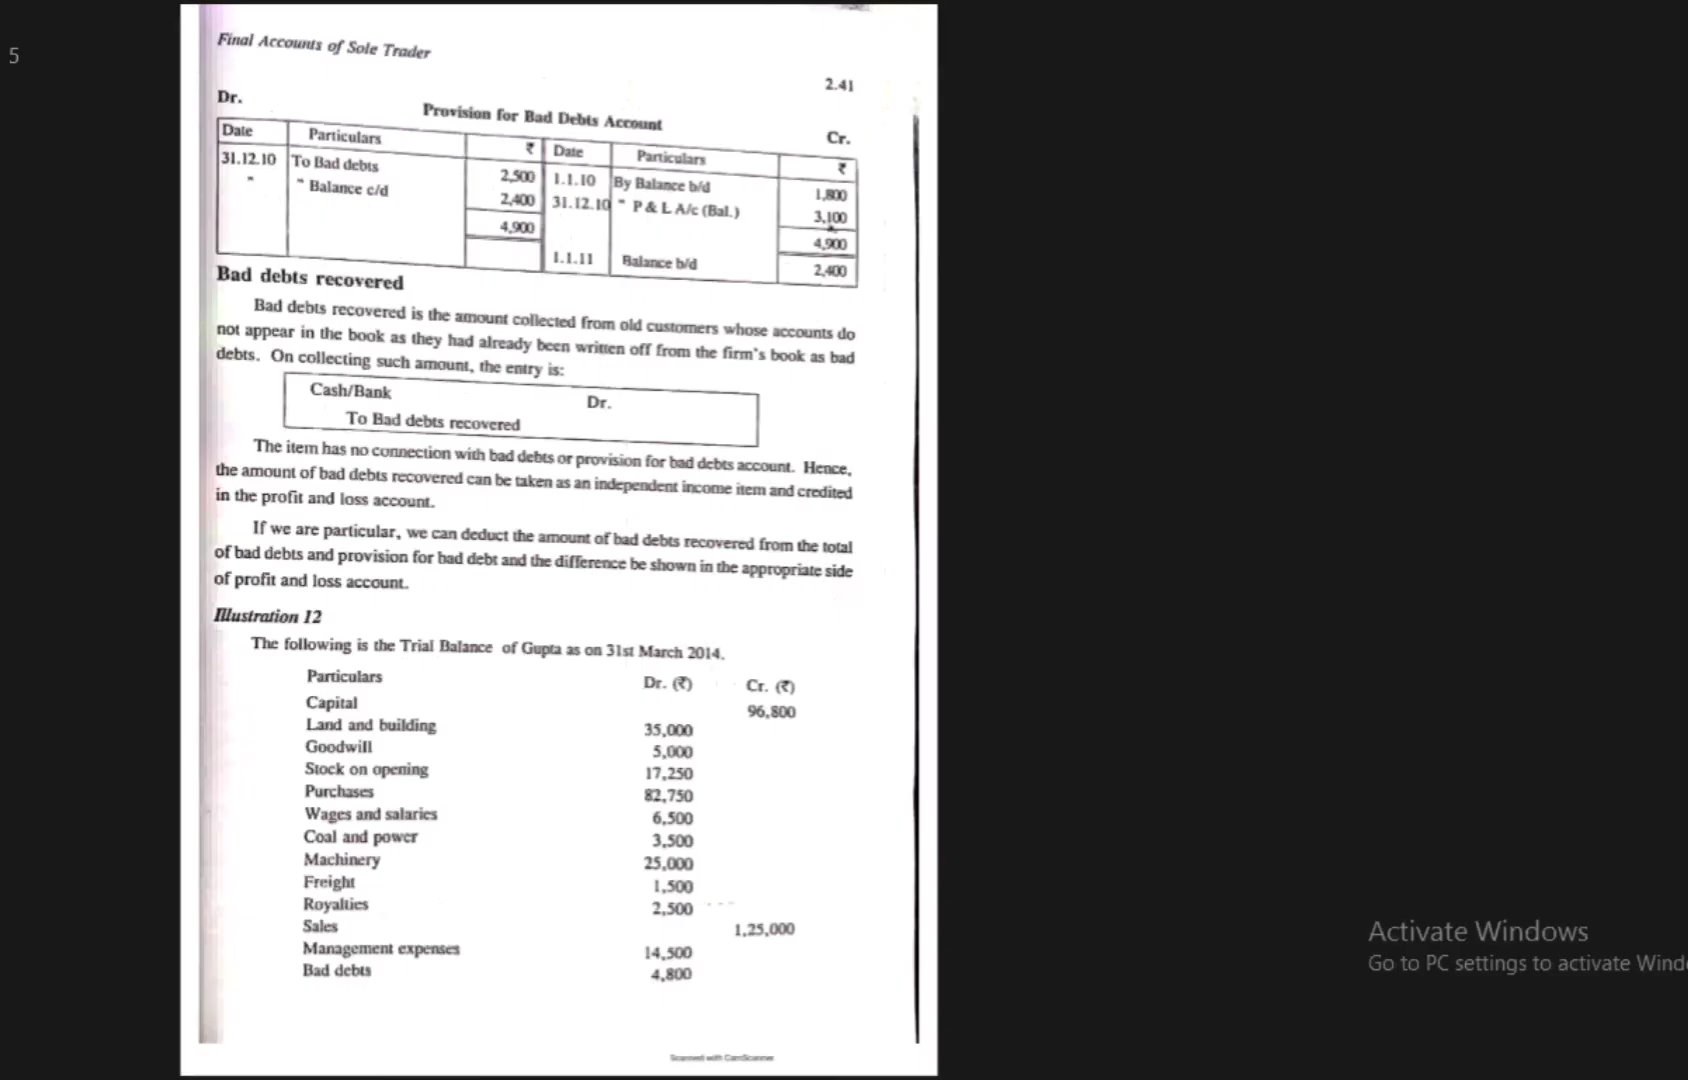 5
Final Accounts of Sole Trader
2.41
Dr.
Provision for Bad Debts Account
Cr.
Date Particulars ₹ Date Particulars ₹
31.12.10 To Bad debts 2,500 1.1.10 By Balance b/d 1,800
" " Balance c/d 2,400 31.12.10 " P & L A/c (Bal.) 3,100
4,900 4,900
1.1.11 Balance b/d 2,400
Bad debts recovered
Bad debts recovered is the amount collected from old customers whose accounts do
not appear in the book as they had already been written off from the firm's book as bad
debts. On collecting such amount, the entry is:
Cash/Bank Dr.
To Bad debts recovered
The item has no connection with bad debts or provision for bad debts account. Hence,
the amount of bad debts recovered can be taken as an independent income item and credited
in the profit and loss account.
If we are particular, we can deduct the amount of bad debts recovered from the total
of bad debts and provision for bad debt and the difference be shown in the appropriate side
of profit and loss account.
Illustration 12
The following is the Trial Balance of Gupta as on 31st March 2014.
Particulars Dr. (₹) Cr. (₹)
Capital 96,800
Land and building 35,000
Goodwill 5,000
Stock on opening 17,250
Purchases 82,750
Wages and salaries 6,500
Coal and power 3,500
Machinery 25,000
Freight 1,500
Royalties 2,500
Sales 1,25,000
Management expenses 14,500
Bad debts 4,800
Scanned with CamScanner
Activate Windows
Go to PC settings to activate Wind